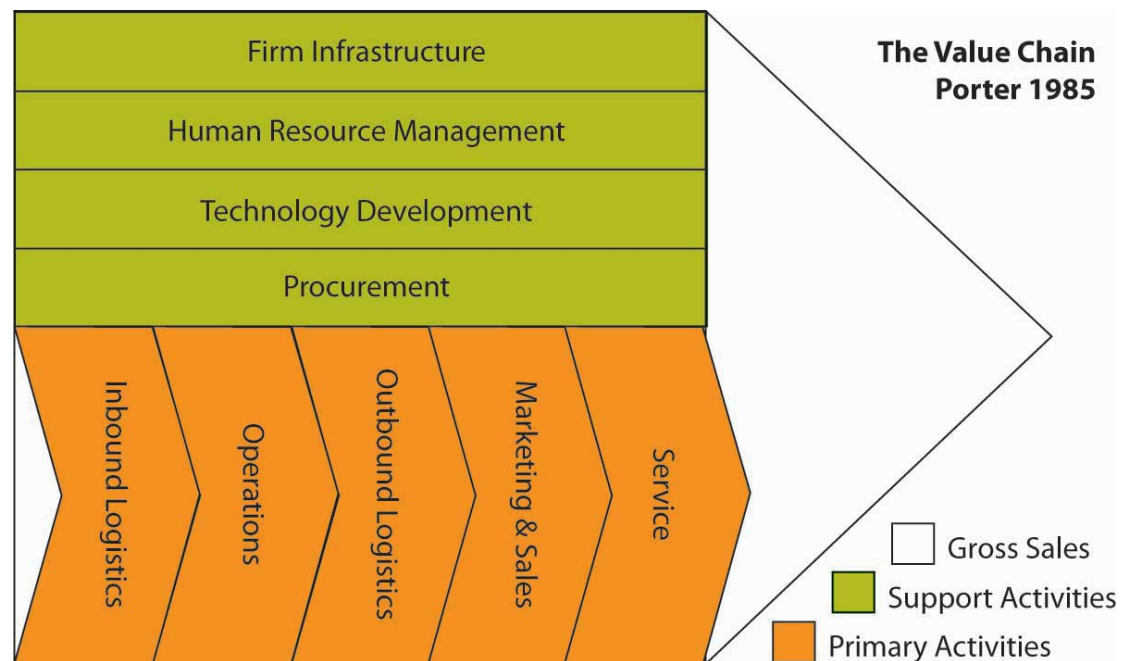 Firm Infrastructure
Human Resource Management
Technology Development
Procurement
Inbound Logistics
Operations
Outbound Logistics
Marketing & Sales
Service
The Value Chain
Porter 1985
Gross Sales
Support Activities
Primary Activities